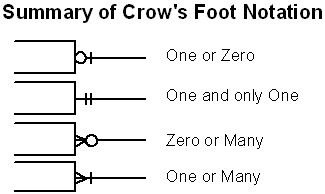 Summary of Crow's Foot Notation
One or Zero
One and only One
Zero or Many
One or Many